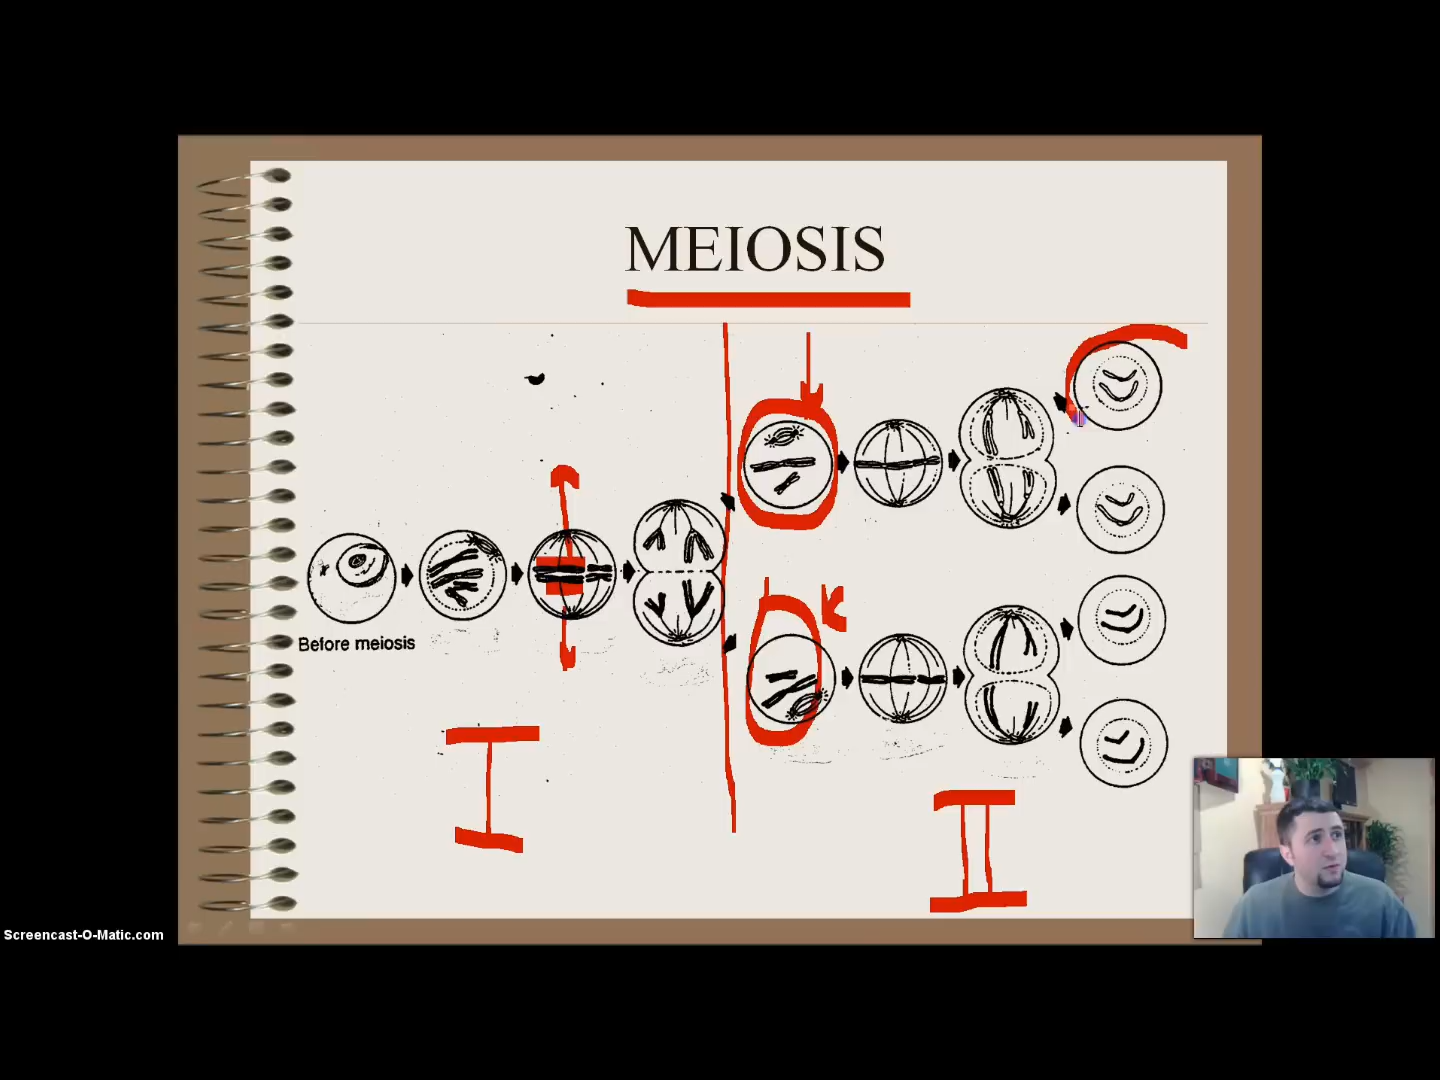 MEIOSIS
Before meiosis
I
II
Screencast-O-Matic.com